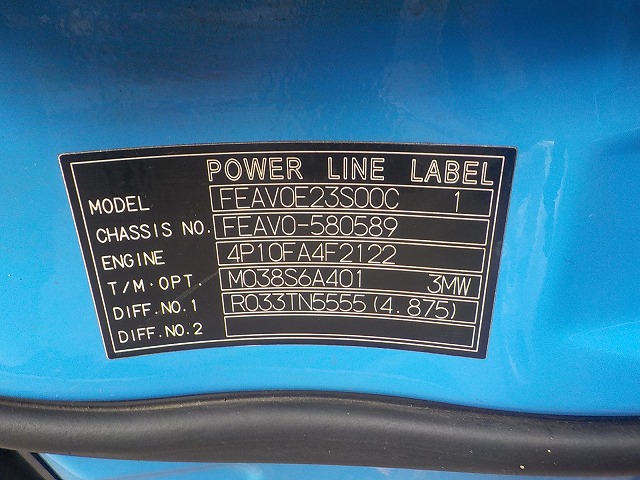 POWER LINE LABEL
MODEL FEAV0E23S00C 1
CHASSIS NO. FEAV0-580589
ENGINE 4P10FA4F2122
T/M·OPT. M038S6A401 3MW
DIFF.NO.1 R033TN5555(4.875)
DIFF.NO.2